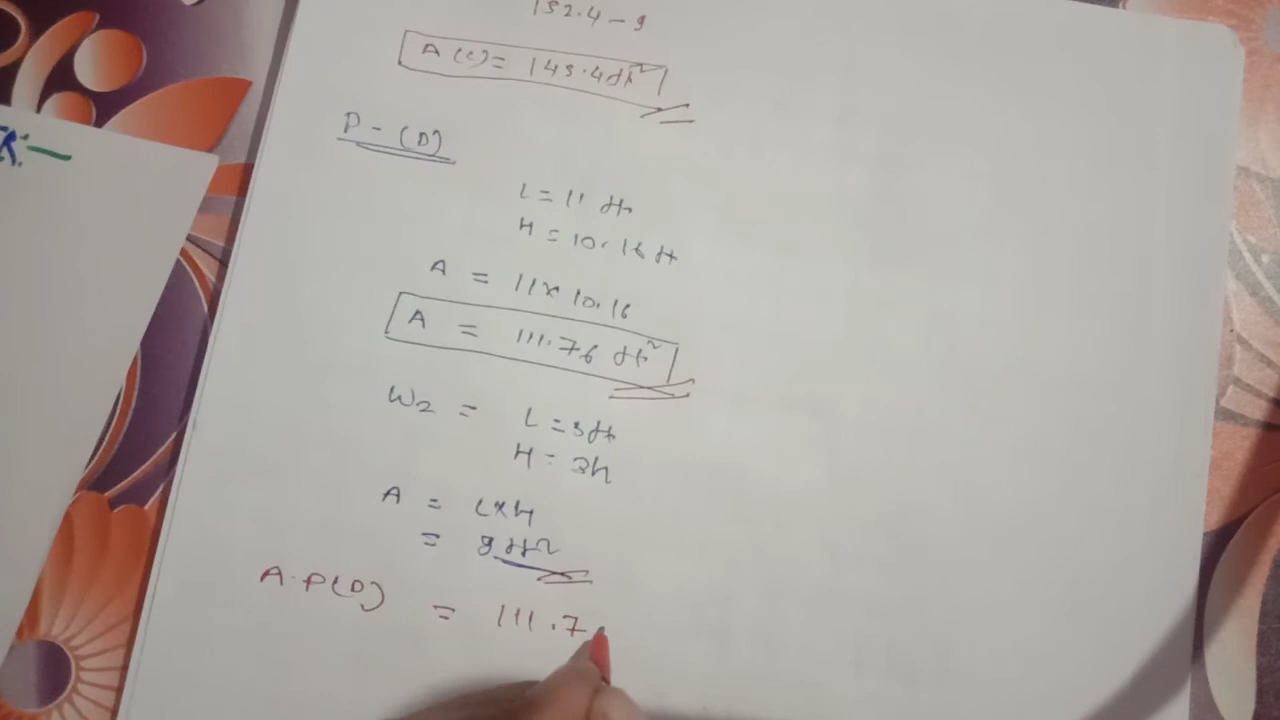 152.4 - 9
A (C) = 143.4 ft²
P - (D)
L = 11 ft
H = 10.16 ft
A = 11 x 10.16
A = 111.76 ft²
W2 = L = 3 ft
H = 3 ft
A = L x H
= 9 ft²
A.P(D) = 111.7
R:-